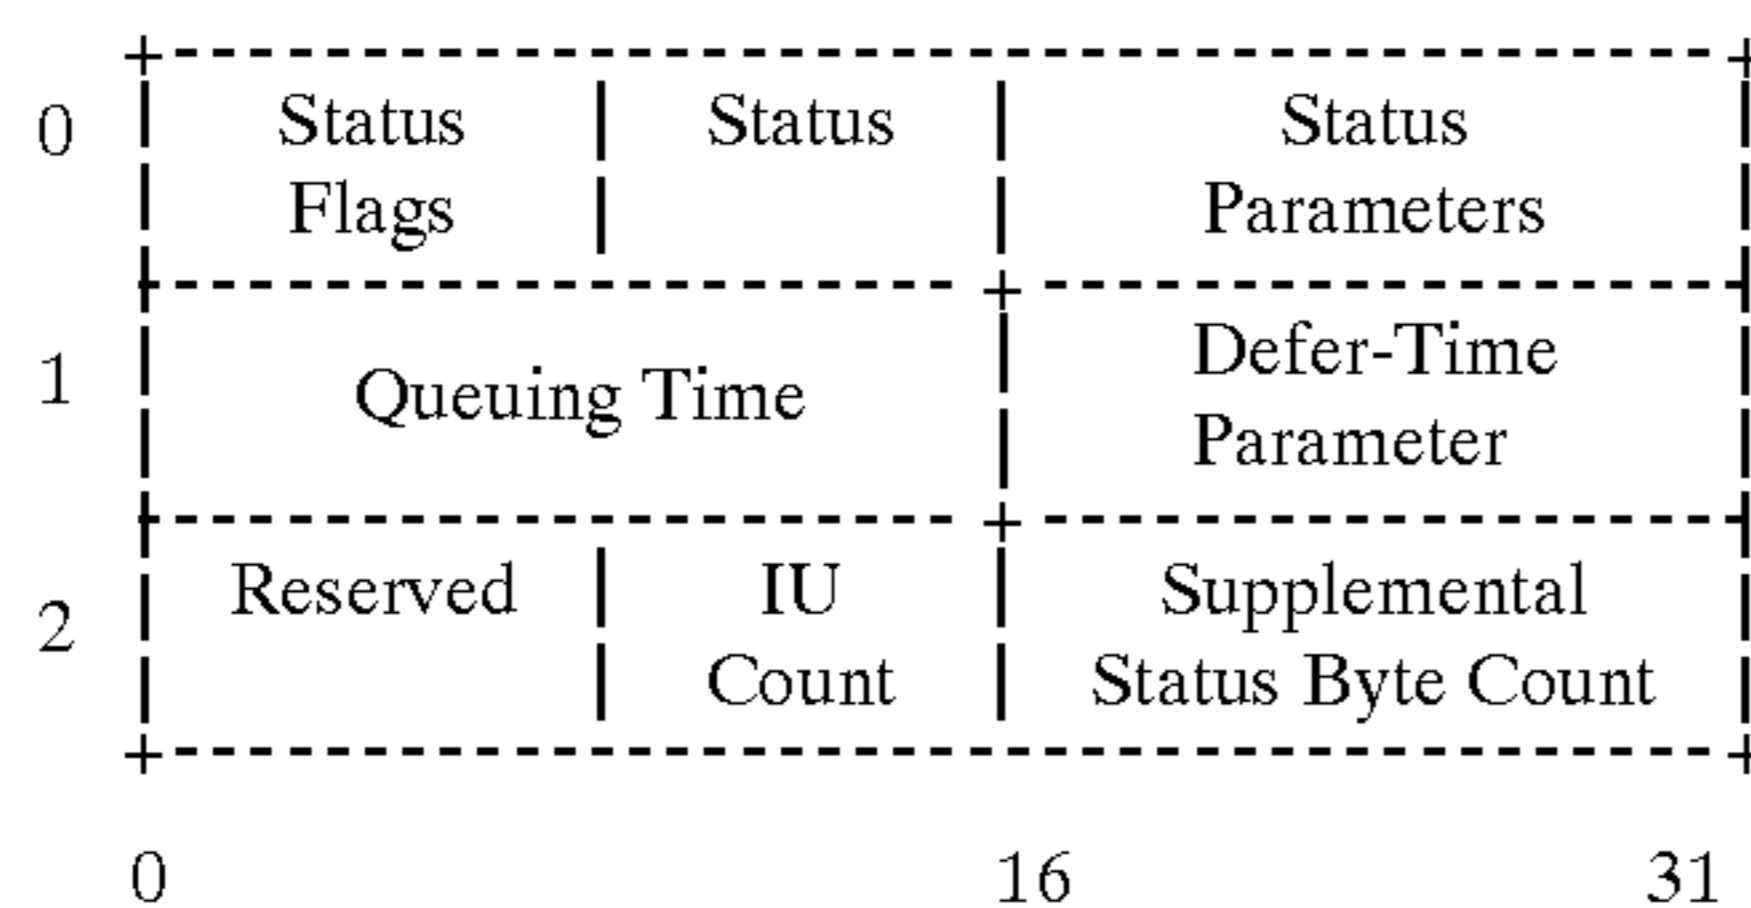 0 Status Flags Status Status Parameters
1 Queuing Time Defer-Time Parameter
2 Reserved IU Count Supplemental Status Byte Count
0 16 31